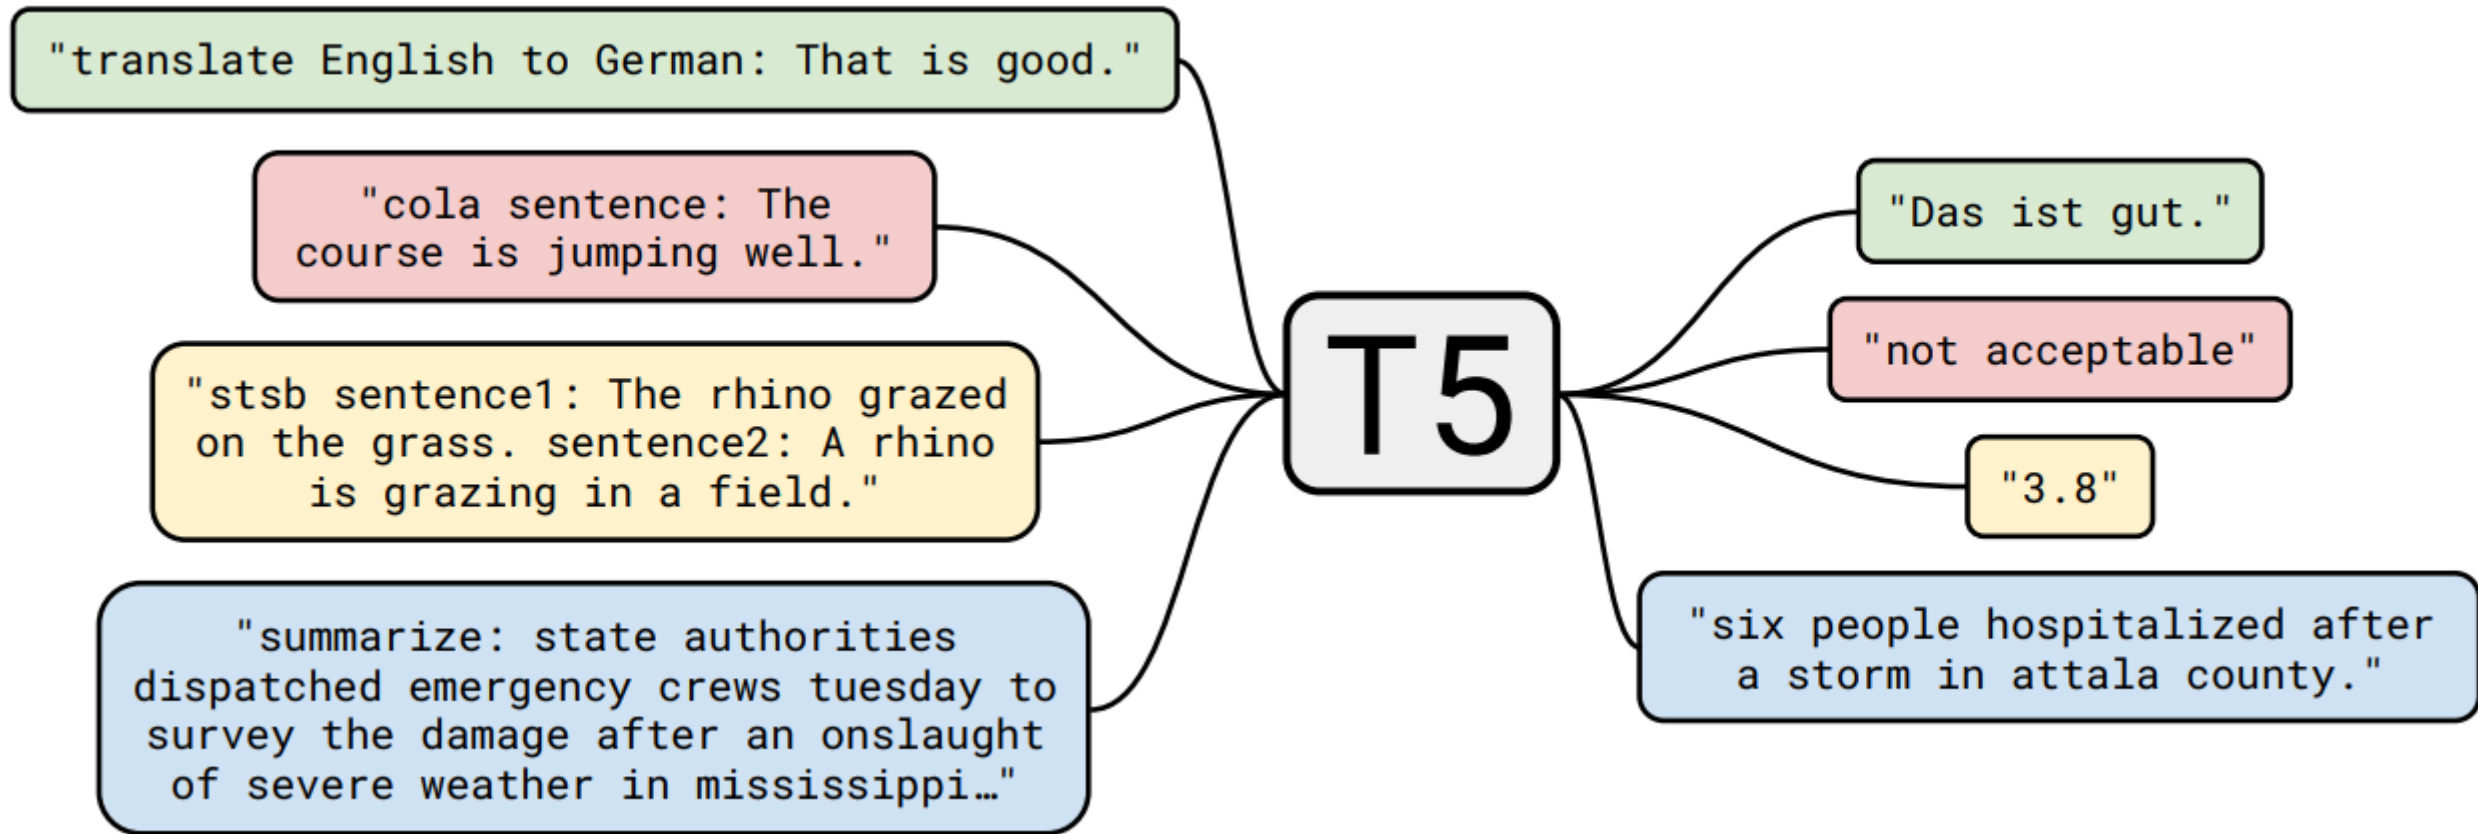 "translate English to German: That is good."
"cola sentence: The
course is jumping well."
"stsb sentence1: The rhino grazed
on the grass. sentence2: A rhino
is grazing in a field."
"summarize: state authorities
dispatched emergency crews tuesday to
survey the damage after an onslaught
of severe weather in mississippi…"
T5
"Das ist gut."
"not acceptable"
"3.8"
"six people hospitalized after
a storm in attala county."